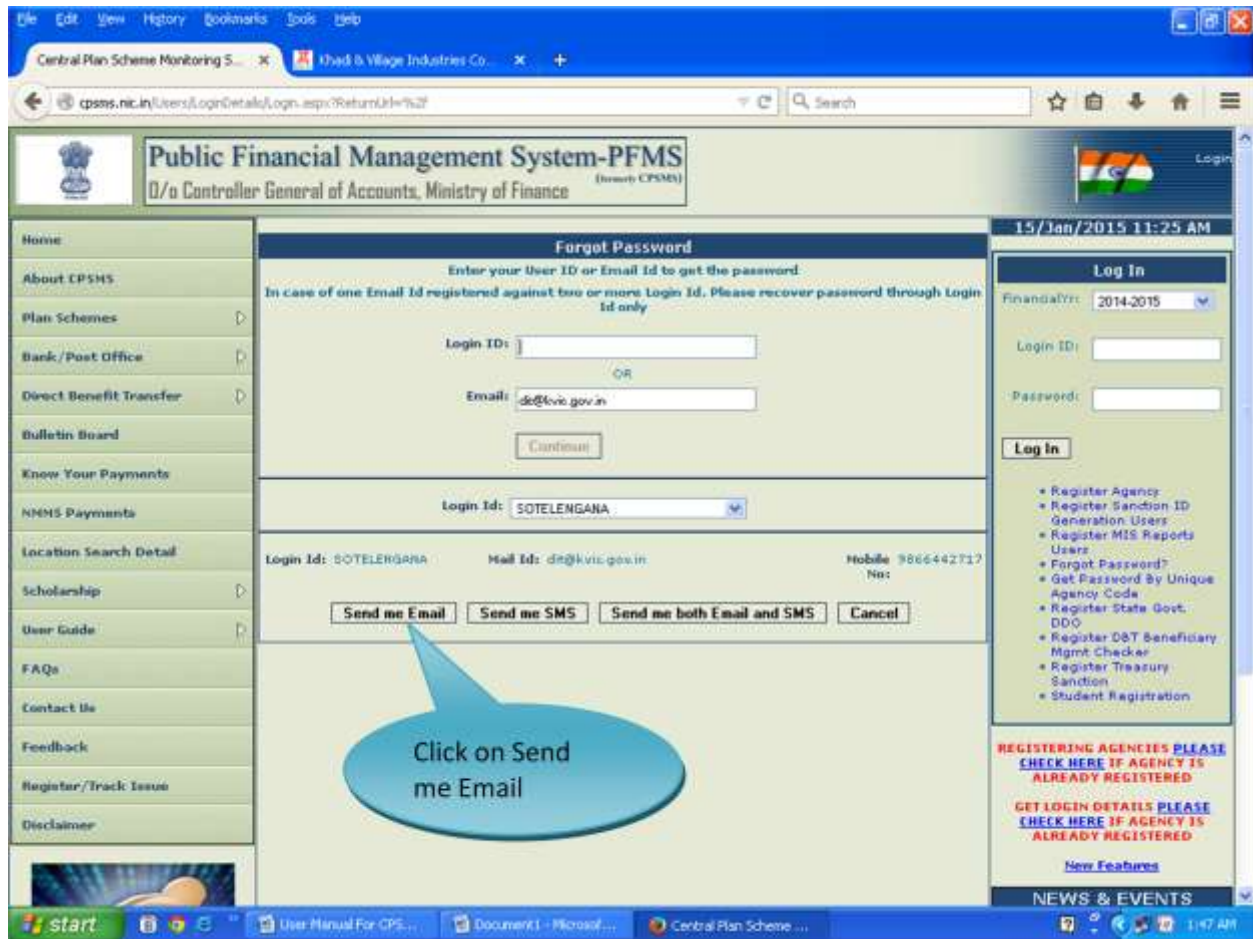 File Edit View History Bookmarks Tools Help
Central Plan Scheme Monitoring S... × Khadi & Village Industries Co... × +
cpsms.nic.in/Users/LoginDetails/Login.aspx?ReturnUrl=%2f Search
Public Financial Management System-PFMS
(formerly CPSMS)
O/o Controller General of Accounts, Ministry of Finance
Login
15/Jan/2015 11:25 AM
Home
About CPSMS
Plan Schemes
Bank/Post Office
Direct Benefit Transfer
Bulletin Board
Know Your Payments
NMMS Payments
Location Search Detail
Scholarship
User Guide
FAQs
Contact Us
Feedback
Register/Track Issue
Disclaimer
Forgot Password
Enter your User ID or Email Id to get the password
In case of one Email Id registered against two or more Login Id. Please recover password through Login
Id only
Login ID:
OR
Email: dit@kvic.gov.in
Continue
Login Id: SOTELENGANA
Login Id: SOTELENGANA Mail Id: dit@kvic.gov.in Mobile 9866442717
No:
Send me Email Send me SMS Send me both Email and SMS Cancel
Click on Send
me Email
Log In
FinancialYr: 2014-2015
Login ID:
Password:
Log In
• Register Agency
• Register Sanction ID
Generation Users
• Register MIS Reports
Users
• Forgot Password?
• Get Password By Unique
Agency Code
• Register State Govt.
DDO
• Register DBT Beneficiary
Mgmt Checker
• Register Treasury
Sanction
• Student Registration
REGISTERING AGENCIES PLEASE
CHECK HERE IF AGENCY IS
ALREADY REGISTERED
GET LOGIN DETAILS PLEASE
CHECK HERE IF AGENCY IS
ALREADY REGISTERED
New Features
NEWS & EVENTS
start User Manual For CPS... Document1 - Microsof... Central Plan Scheme ... 1:47 AM